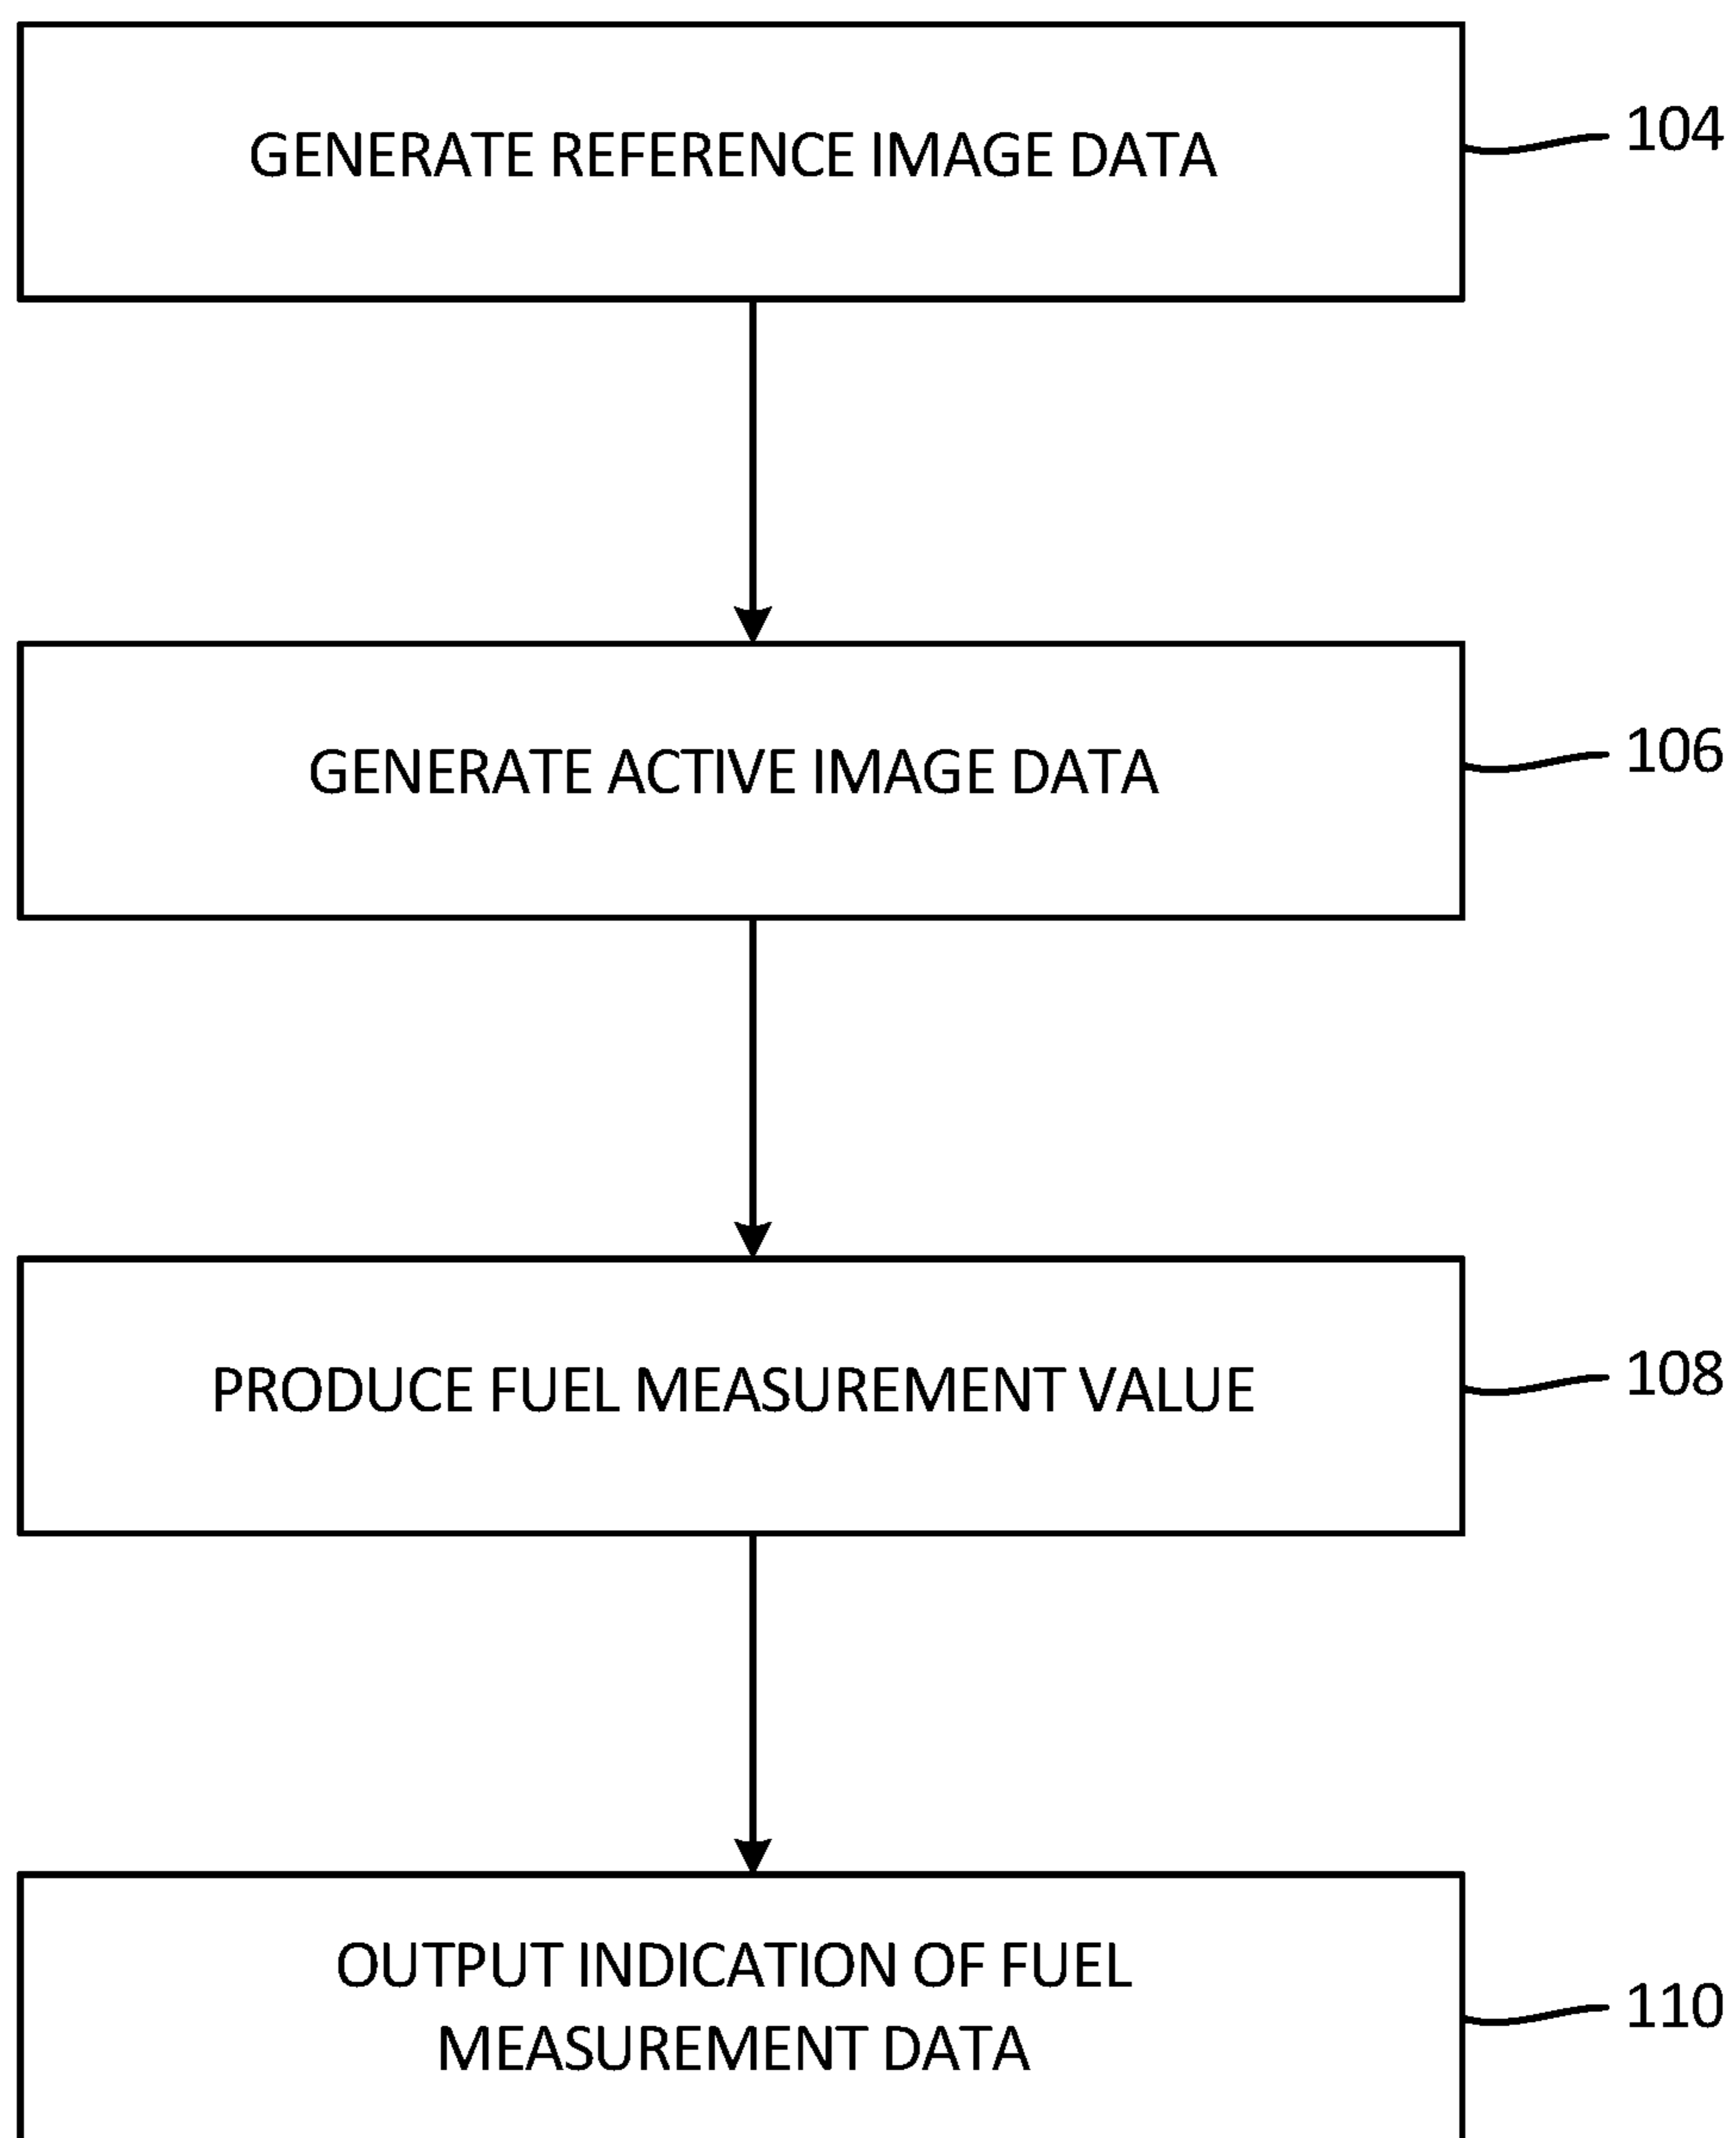 GENERATE REFERENCE IMAGE DATA
104
GENERATE ACTIVE IMAGE DATA
106
PRODUCE FUEL MEASUREMENT VALUE
108
OUTPUT INDICATION OF FUEL
MEASUREMENT DATA
110